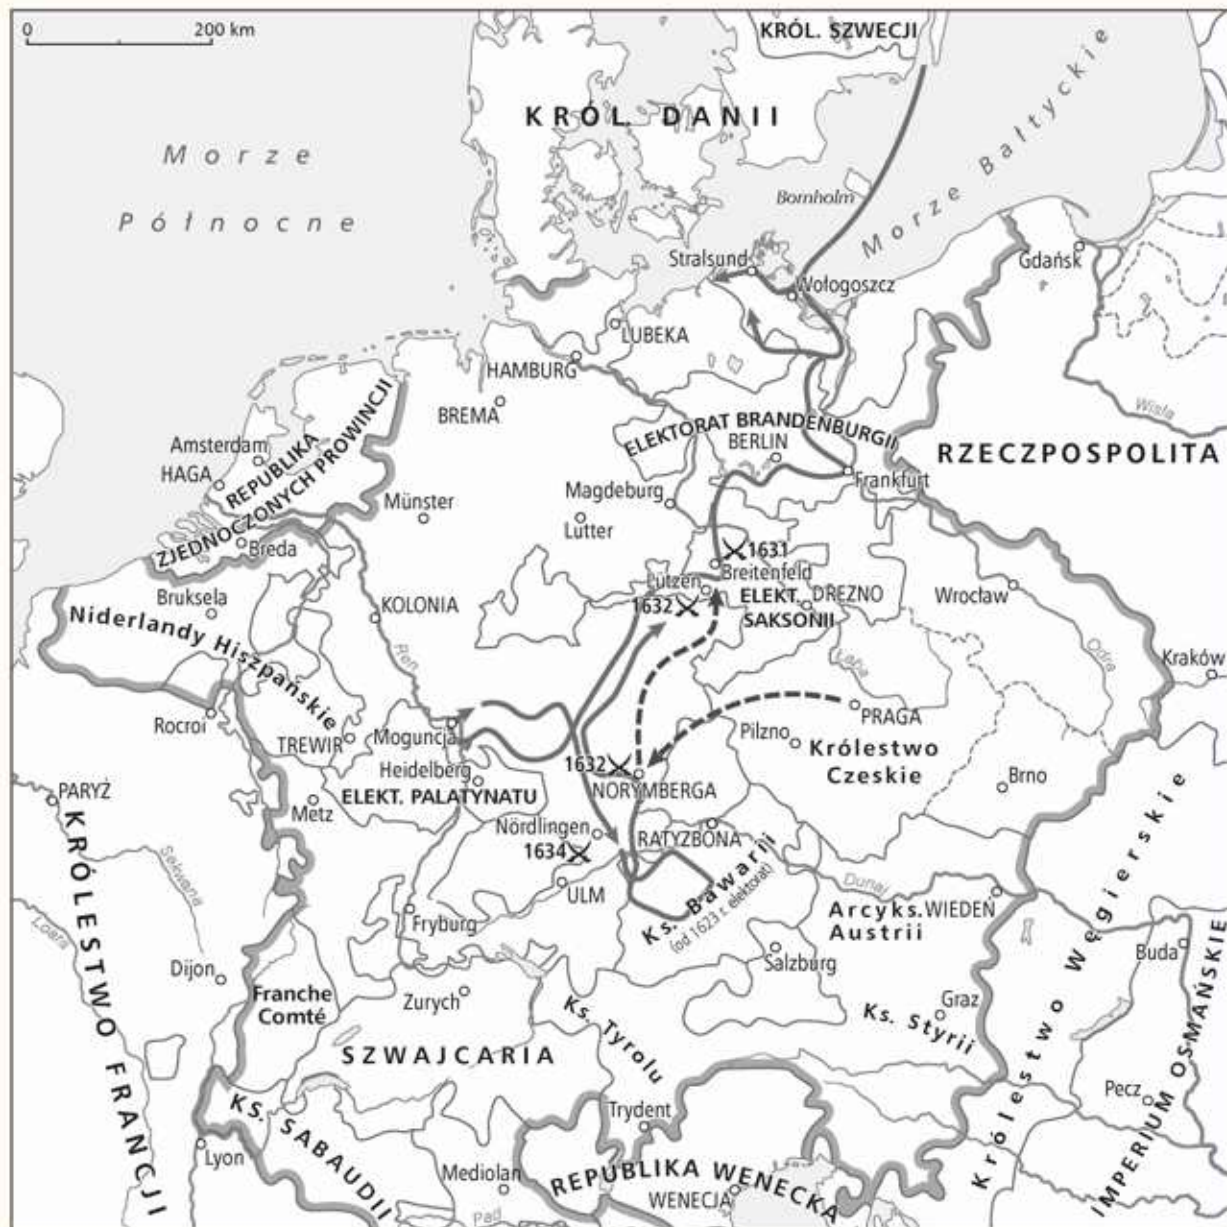 0
200 km
KRÓL. SZWECJI
KRÓL. DANII
Morze
Północne
Morze Bałtyckie
Bornholm
Stralsund
Wołogoszcz
Gdańsk
LUBEKA
HAMBURG
BREMA
Wisła
ELEKTORAT BRANDENBURGII
BERLIN
RZECZPOSPOLITA
Frankfurt
Amsterdam
HAGA
REPUBLIKA
ZJEDNOCZONYCH PROWINCJI
Münster
Magdeburg
Lutter
Breda
1631
Breitenfeld
Lützen
ELEKT.
SAKSONII
DREZNO
1632
Wrocław
Bruksela
KOLONIA
Niderlandy Hiszpańskie
Ren
Łaba
Odra
Kraków
Rocroi
TREWIR
Moguncja
PRAGA
Pilzno
Królestwo
Czeskie
Heidelberg
ELEKT. PALATYNATU
1632
NORYMBERGA
Brno
PARYŻ
Metz
Nördlingen
1634
RATYZBONA
ULM
Ks. Bawarii
(od 1623 r. elektorat)
Dunaj
Arcyks.
Austrii
WIEDEŃ
Sekwana
Loara
KRÓLESTWO FRANCJI
Fryburg
Salzburg
Buda
Dijon
Franche
Comté
Zurych
Ks. Tyrolu
Ks. Styrii
Graz
Królestwo Węgierskie
SZWAJCARIA
IMPERIUM OSMAŃSKIE
Pecz
KS. SABAUDII
Trydent
Lyon
Mediolan
REPUBLIKA WENECKA
WENECJA
Pad